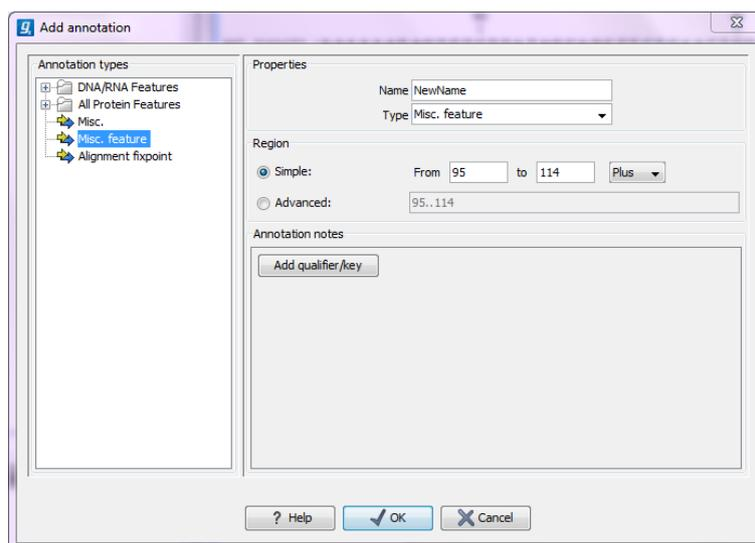 Add annotation
Annotation types
DNA/RNA Features
All Protein Features
Misc.
Misc. feature
Alignment fixpoint
Properties
Name NewName
Type Misc. feature
Region
Simple: From 95 to 114 Plus
Advanced: 95..114
Annotation notes
Add qualifier/key
? Help OK Cancel